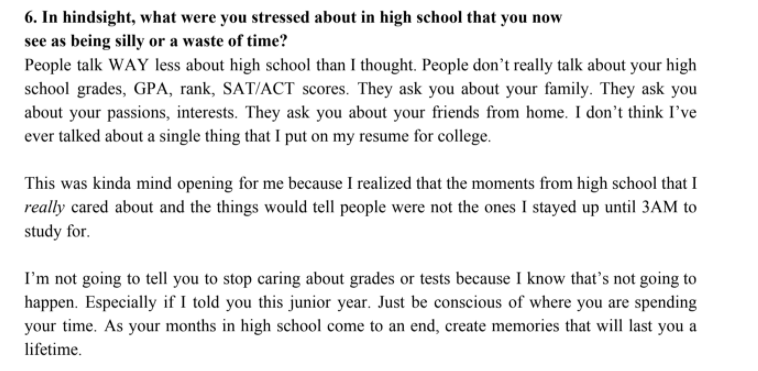 6. In hindsight, what were you stressed about in high school that you now
see as being silly or a waste of time?
People talk WAY less about high school than I thought. People don't really talk about your high
school grades, GPA, rank, SAT/ACT scores. They ask you about your family. They ask you
about your passions, interests. They ask you about your friends from home. I don't think I've
ever talked about a single thing that I put on my resume for college.
This was kinda mind opening for me because I realized that the moments from high school that I
really cared about and the things would tell people were not the ones I stayed up until 3AM to
study for.
I'm not going to tell you to stop caring about grades or tests because I know that's not going to
happen. Especially if I told you this junior year. Just be conscious of where you are spending
your time. As your months in high school come to an end, create memories that will last you a
lifetime.